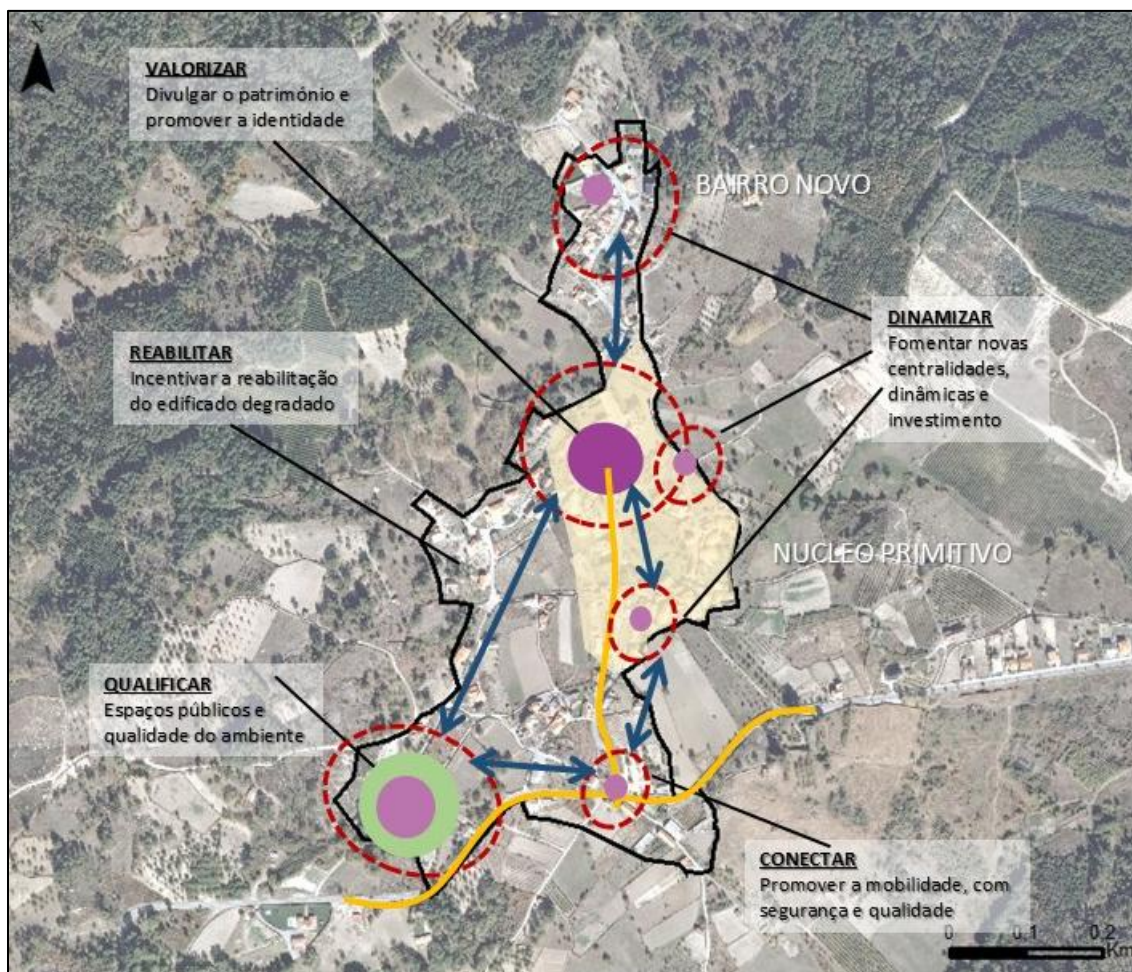 N
VALORIZAR
Divulgar o património e
promover a identidade
BAIRRO NOVO
REABILITAR
Incentivar a reabilitação
do edificado degradado
DINAMIZAR
Fomentar novas
centralidades,
dinâmicas e
investimento
NUCLEO PRIMITIVO
QUALIFICAR
Espaços públicos e
qualidade do ambiente
CONECTAR
Promover a mobilidade, com
segurança e qualidade
0 0.1 0.2
Km